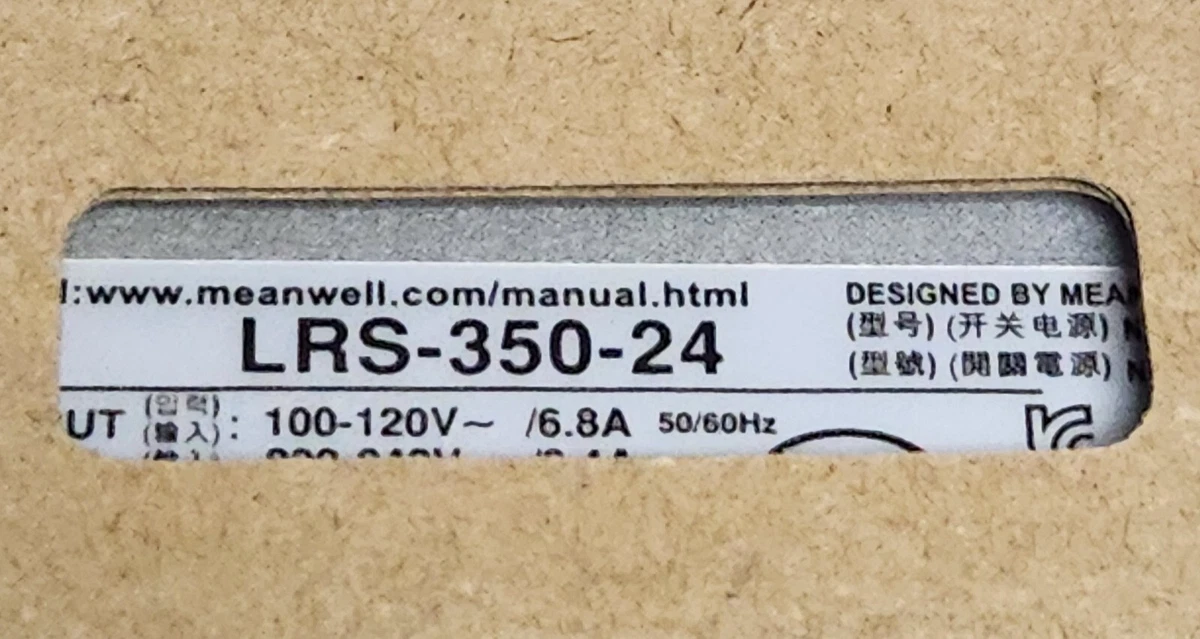 l:www.meanwell.com/manual.html
LRS-350-24
DESIGNED BY MEA
(型号) (开关电源)
(型號) (開關電源)
UT (입력) (輸入) : 100-120V~ /6.8A 50/60Hz